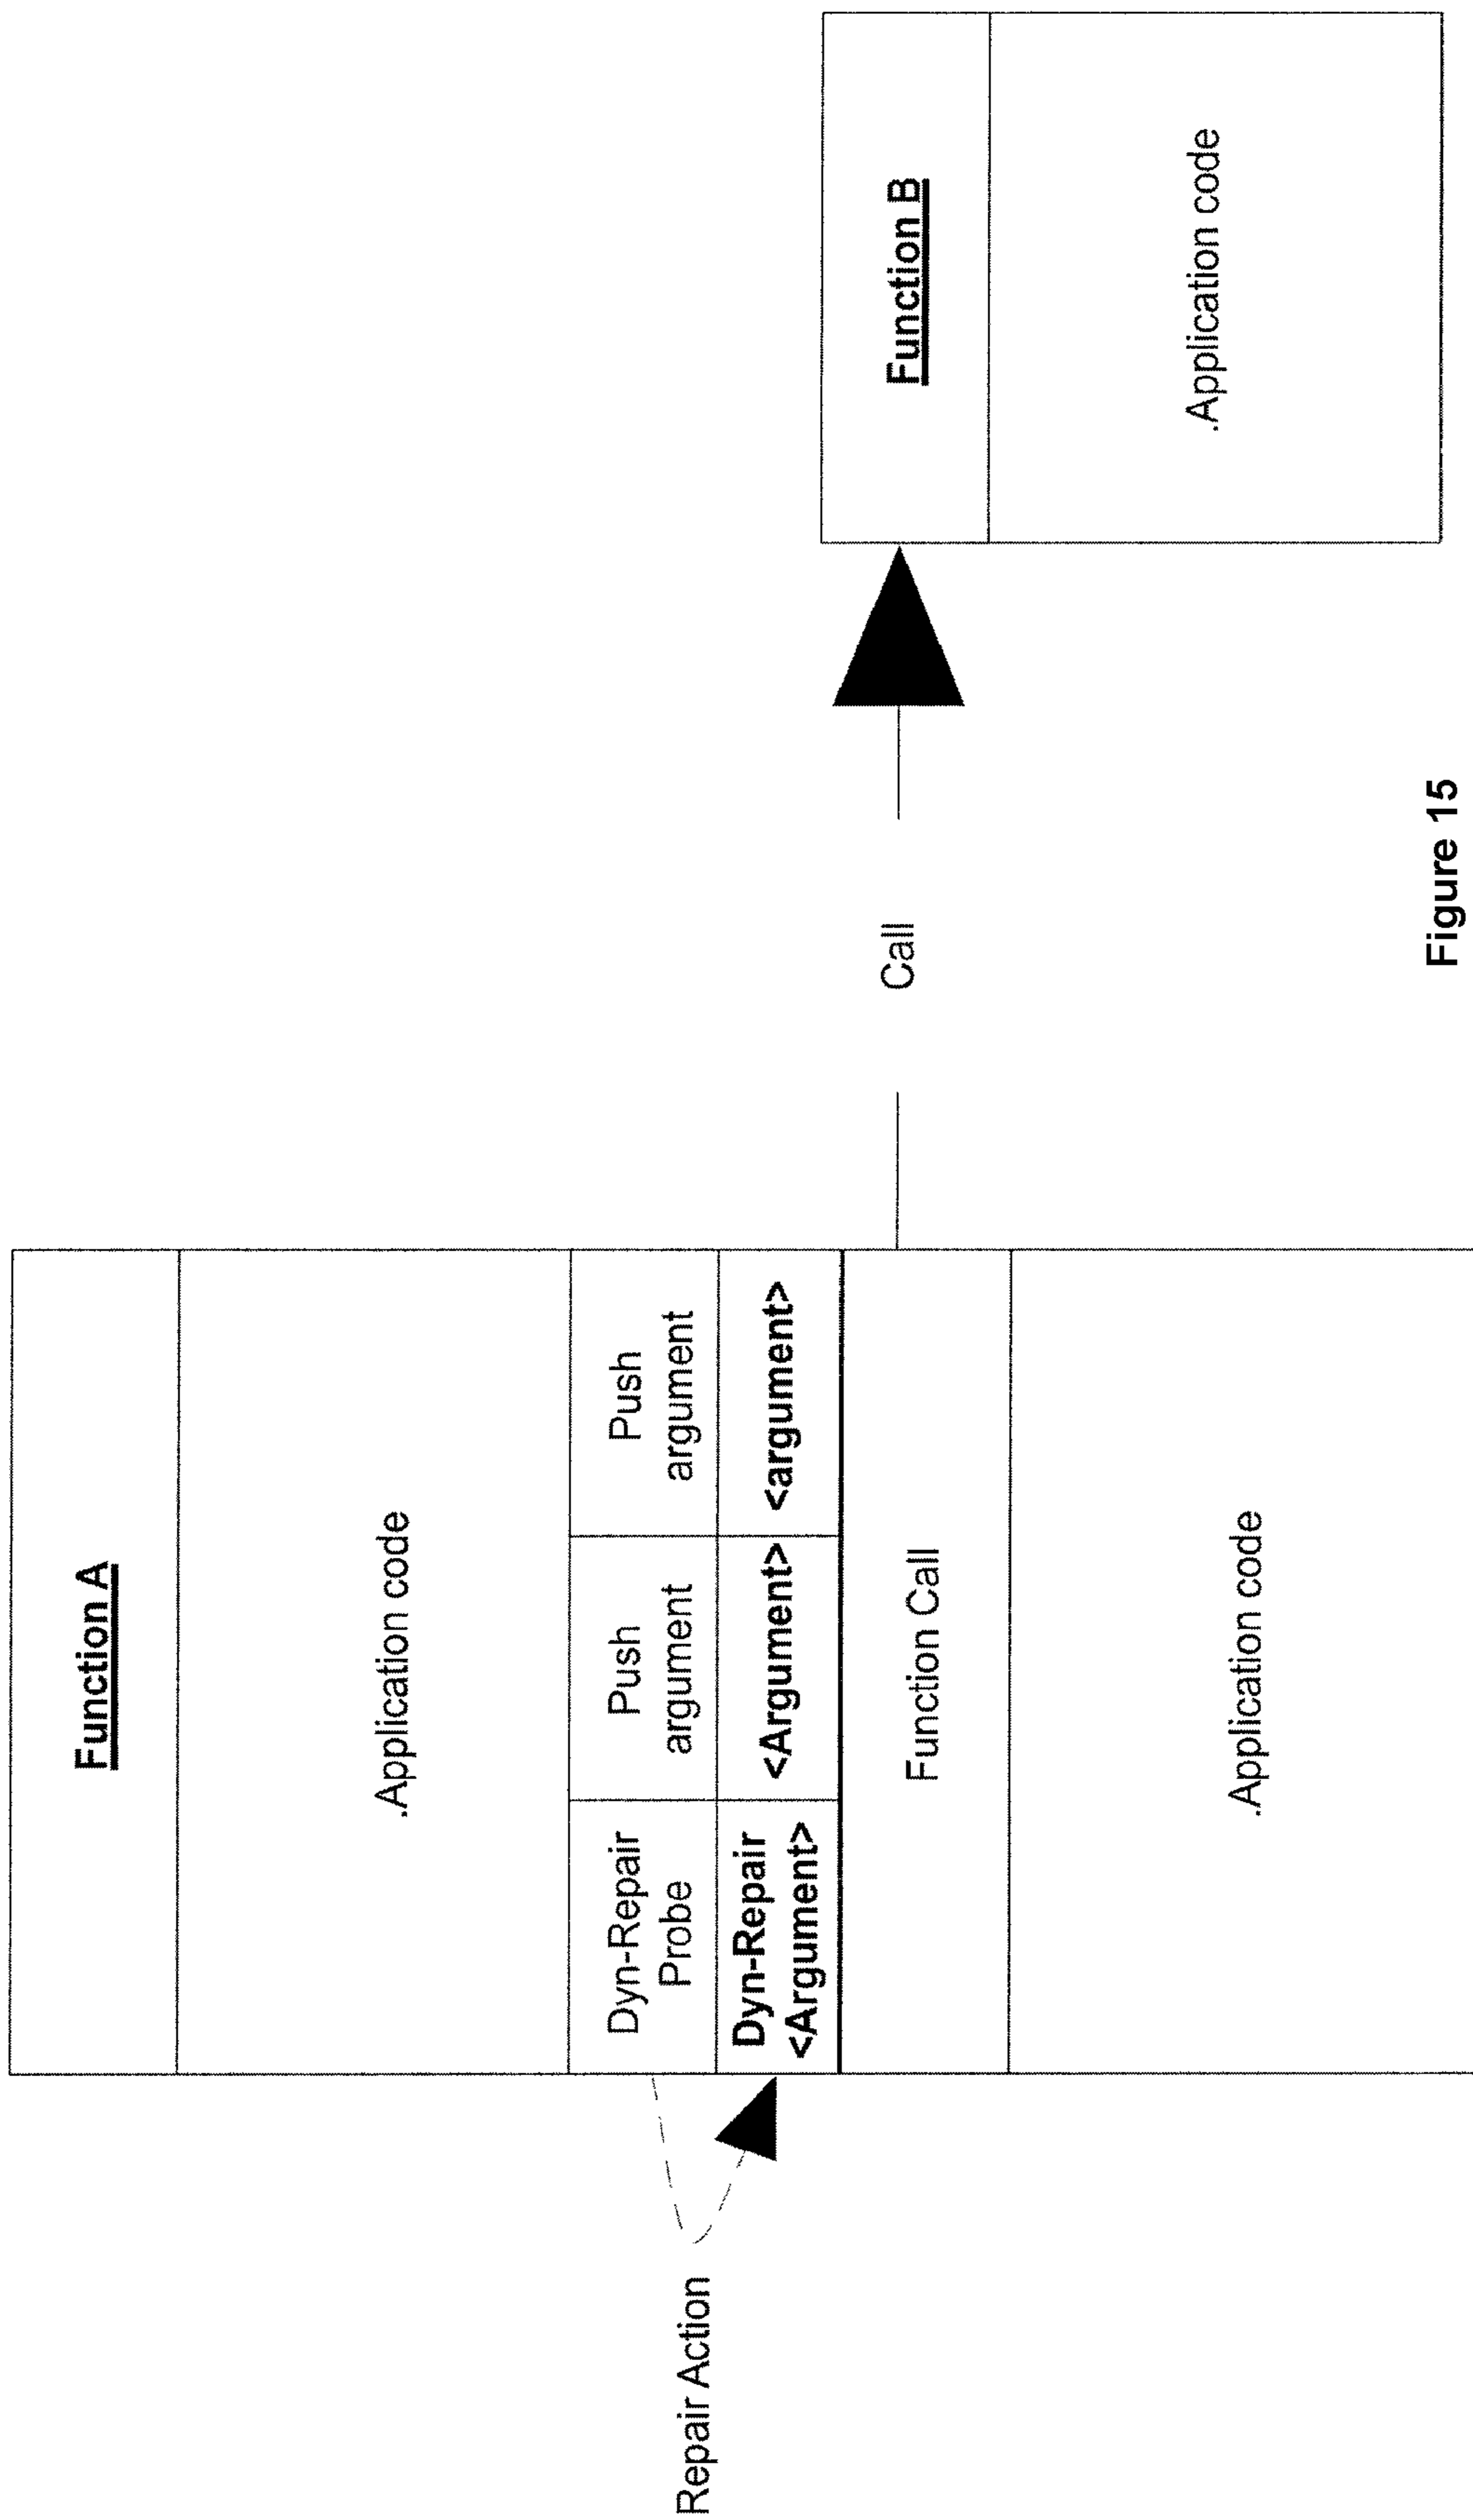 Function A
.Application code
Repair Action
Dyn-Repair
Probe
Push
argument
Push
argument
Dyn-Repair
<Argument>
<Argument>
<argument>
Function Call
.Application code
Call
Function B
.Application code
Figure 15